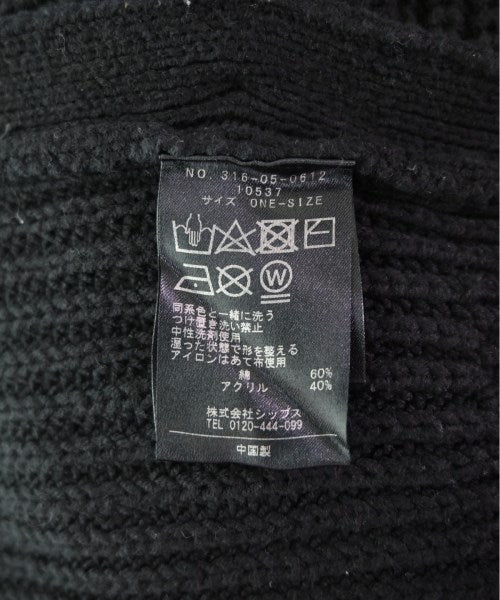 NO. 316-05-0612
10537
サイズ ONE-SIZE
W
同系色と一緒に洗う
つけ置き洗い禁止
中性洗剤使用
湿った状態で形を整える
アイロンはあて布使用
綿 60%
アクリル 40%
株式会社シップス
TEL 0120-444-099
中国製